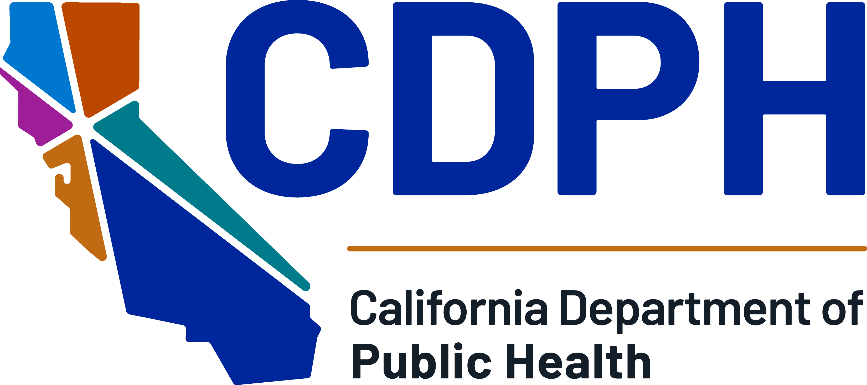 CDPH
California Department of
Public Health